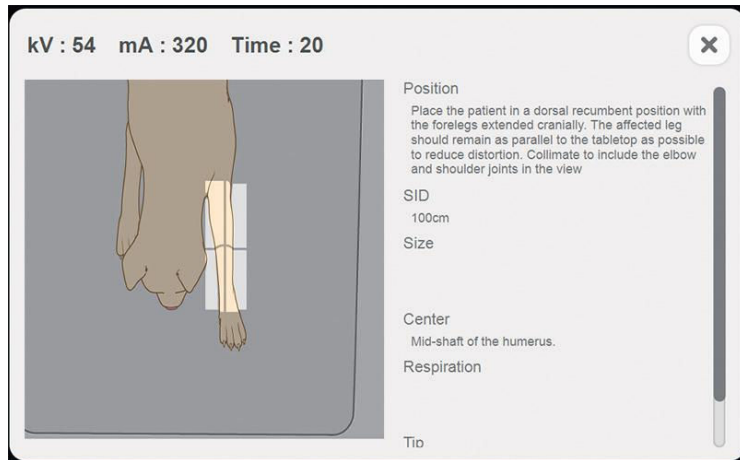 kV : 54 mA : 320 Time : 20
Position
Place the patient in a dorsal recumbent position with
the forelegs extended cranially. The affected leg
should remain as parallel to the tabletop as possible
to reduce distortion. Collimate to include the elbow
and shoulder joints in the view
SID
100cm
Size
Center
Mid-shaft of the humerus.
Respiration
Tip